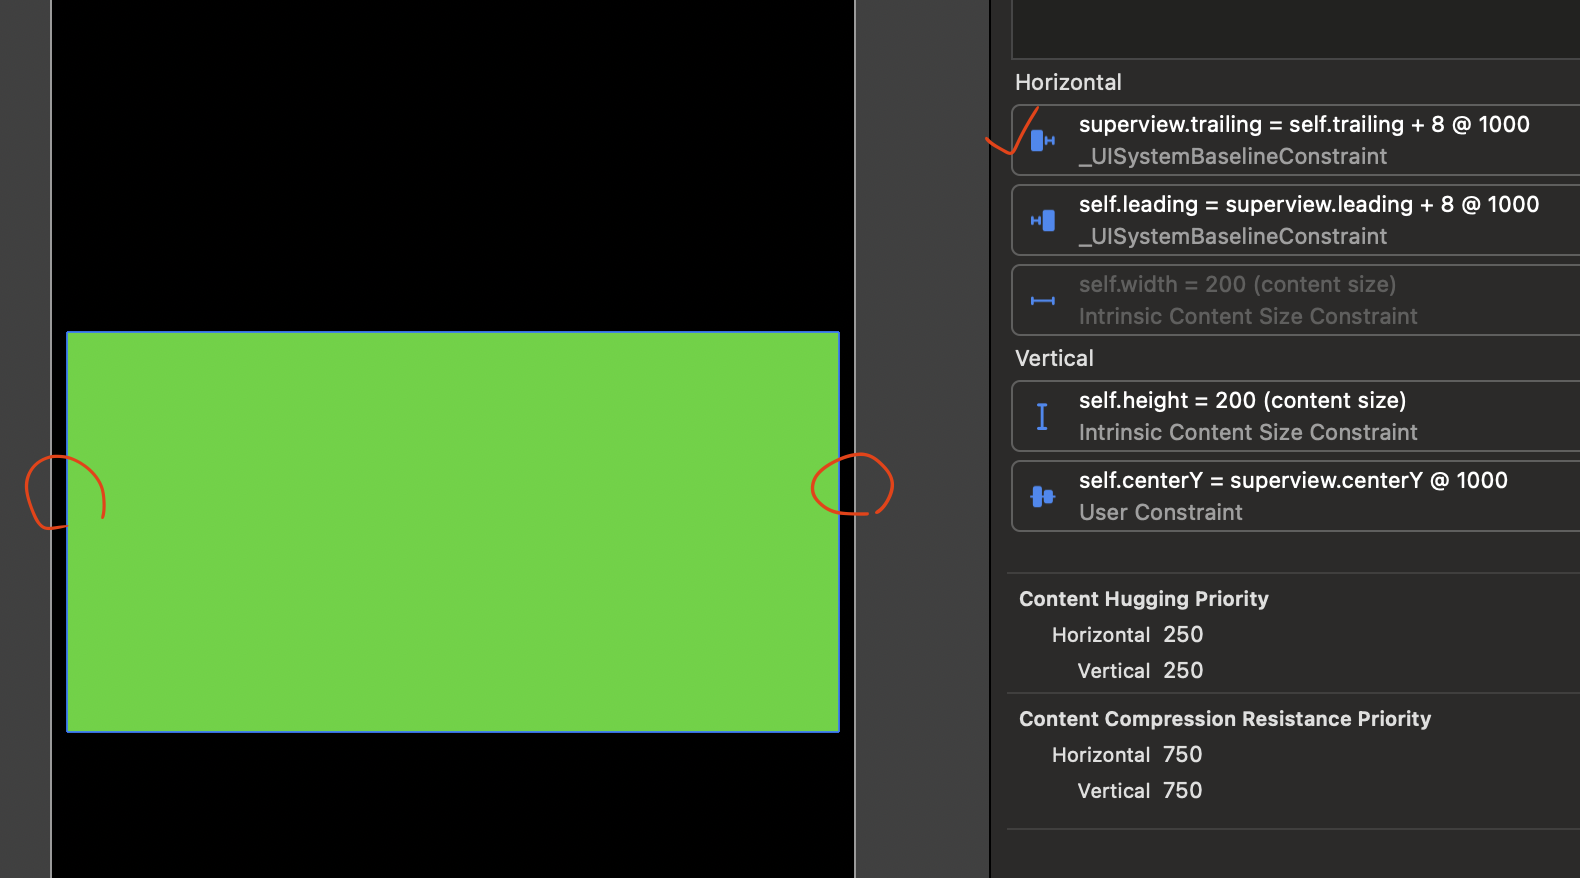 Horizontal
superview.trailing = self.trailing + 8 @ 1000
_UISystemBaselineConstraint
self.leading = superview.leading + 8 @ 1000
_UISystemBaselineConstraint
self.width = 200 (content size)
Intrinsic Content Size Constraint
Vertical
self.height = 200 (content size)
Intrinsic Content Size Constraint
self.centerY = superview.centerY @ 1000
User Constraint
Content Hugging Priority
Horizontal 250
Vertical 250
Content Compression Resistance Priority
Horizontal 750
Vertical 750